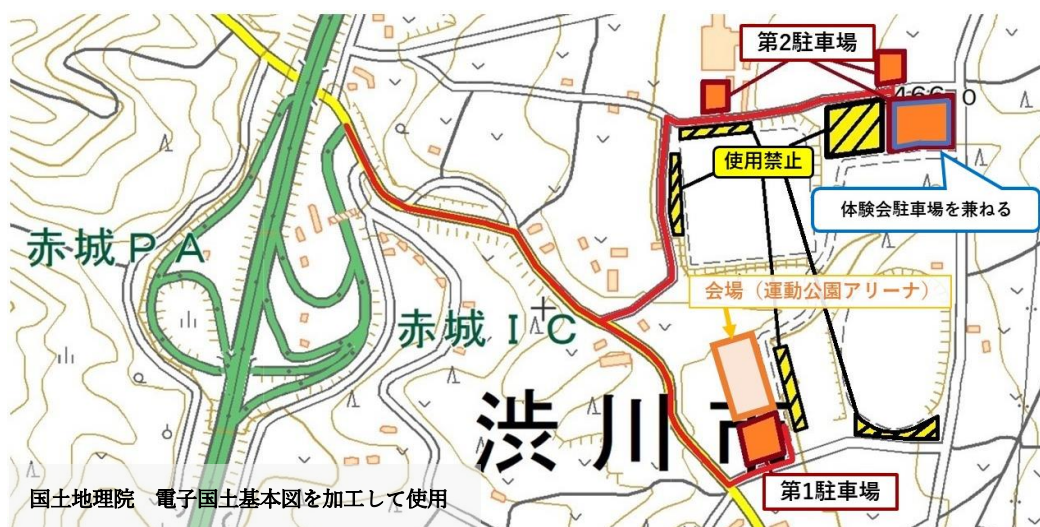 第2駐車場
466.0
使用禁止
体験会駐車場を兼ねる
赤城PA
会場（運動公園アリーナ）
赤城IC
渋川市
第1駐車場
国土地理院　電子国土基本図を加工して使用